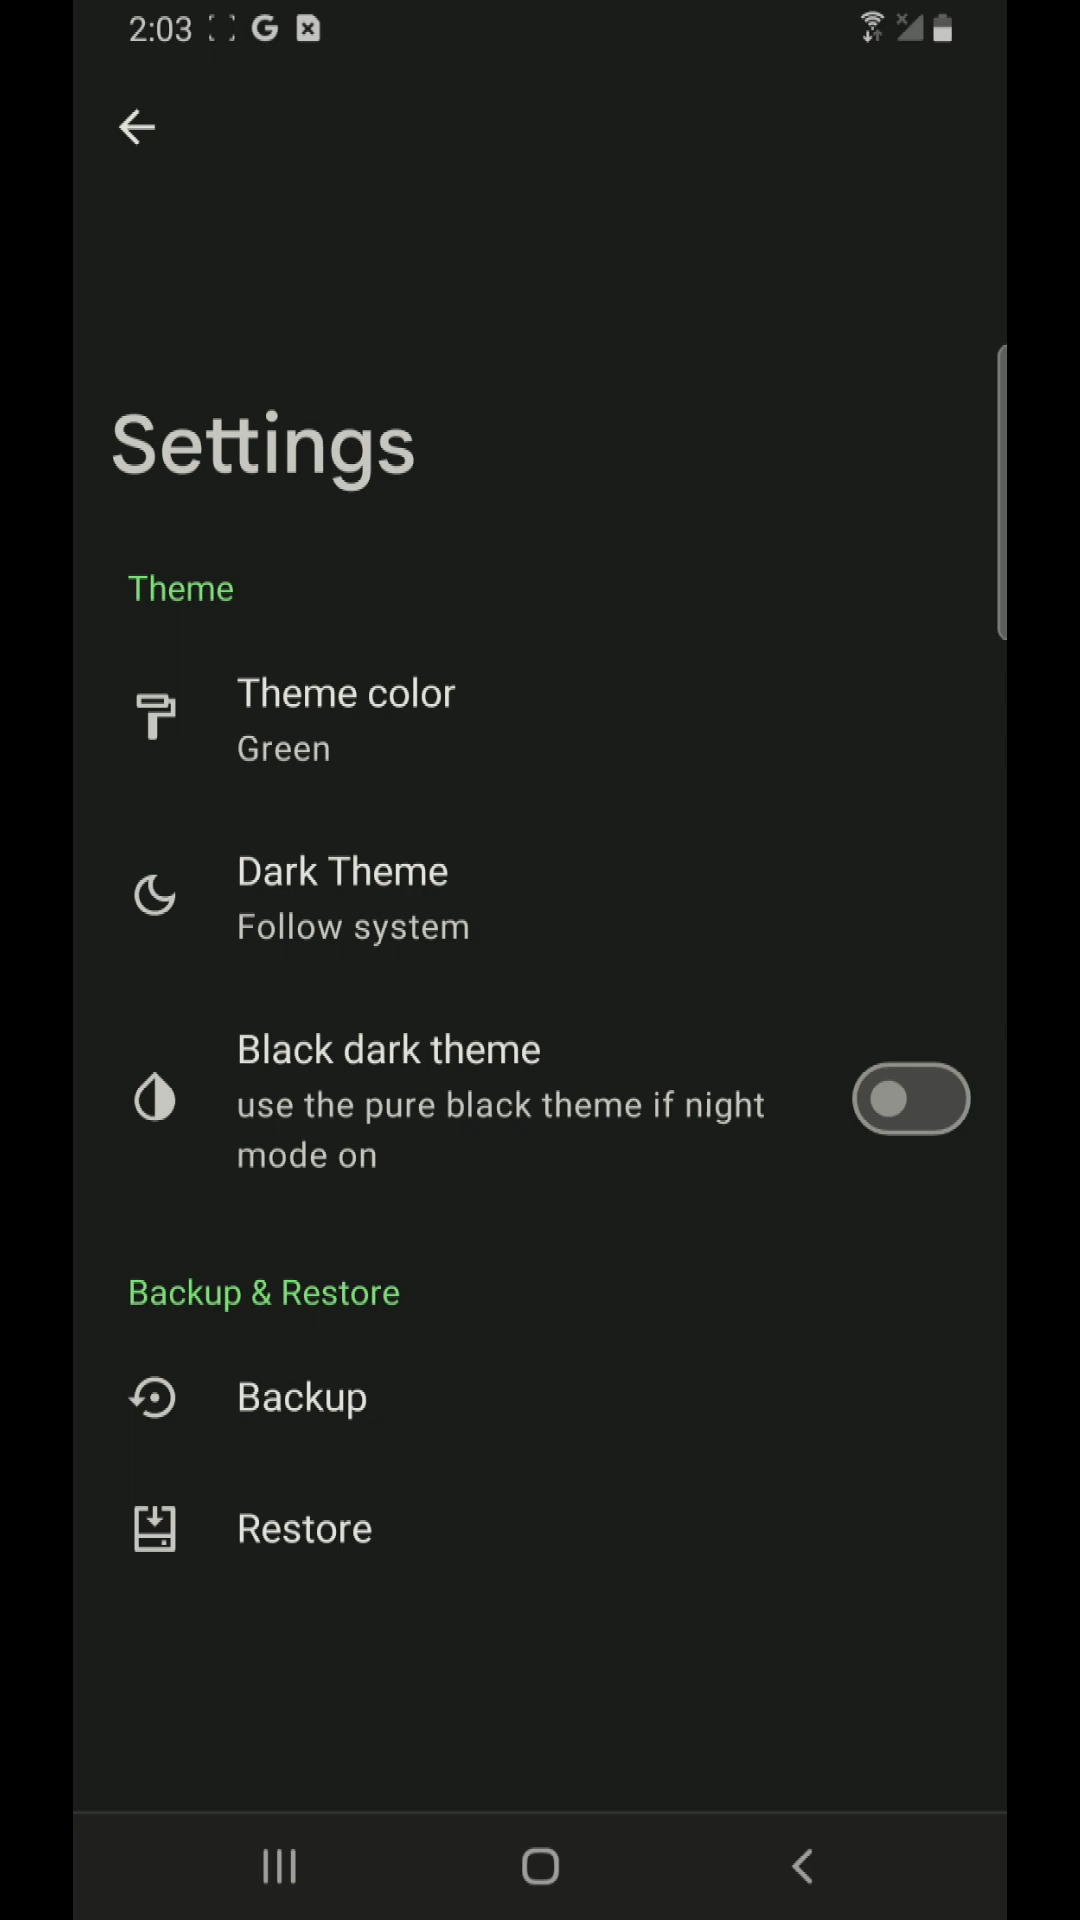 2:03
Settings
Theme
Theme color
Green
Dark Theme
Follow system
Black dark theme
use the pure black theme if night
mode on
Backup & Restore
Backup
Restore